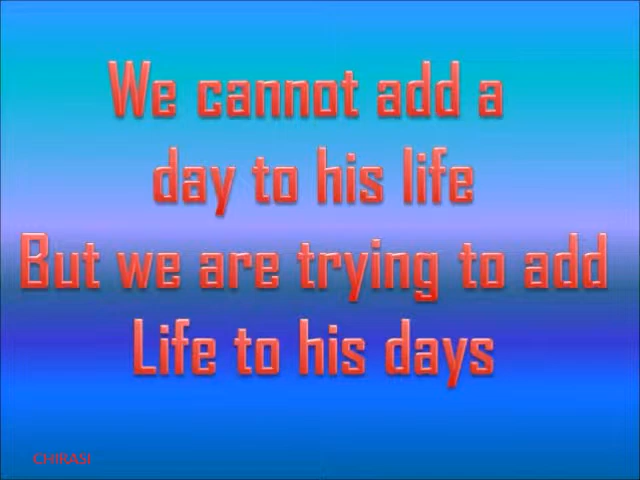 We cannot add a
day to his life
But we are trying to add
Life to his days
CHIRASI